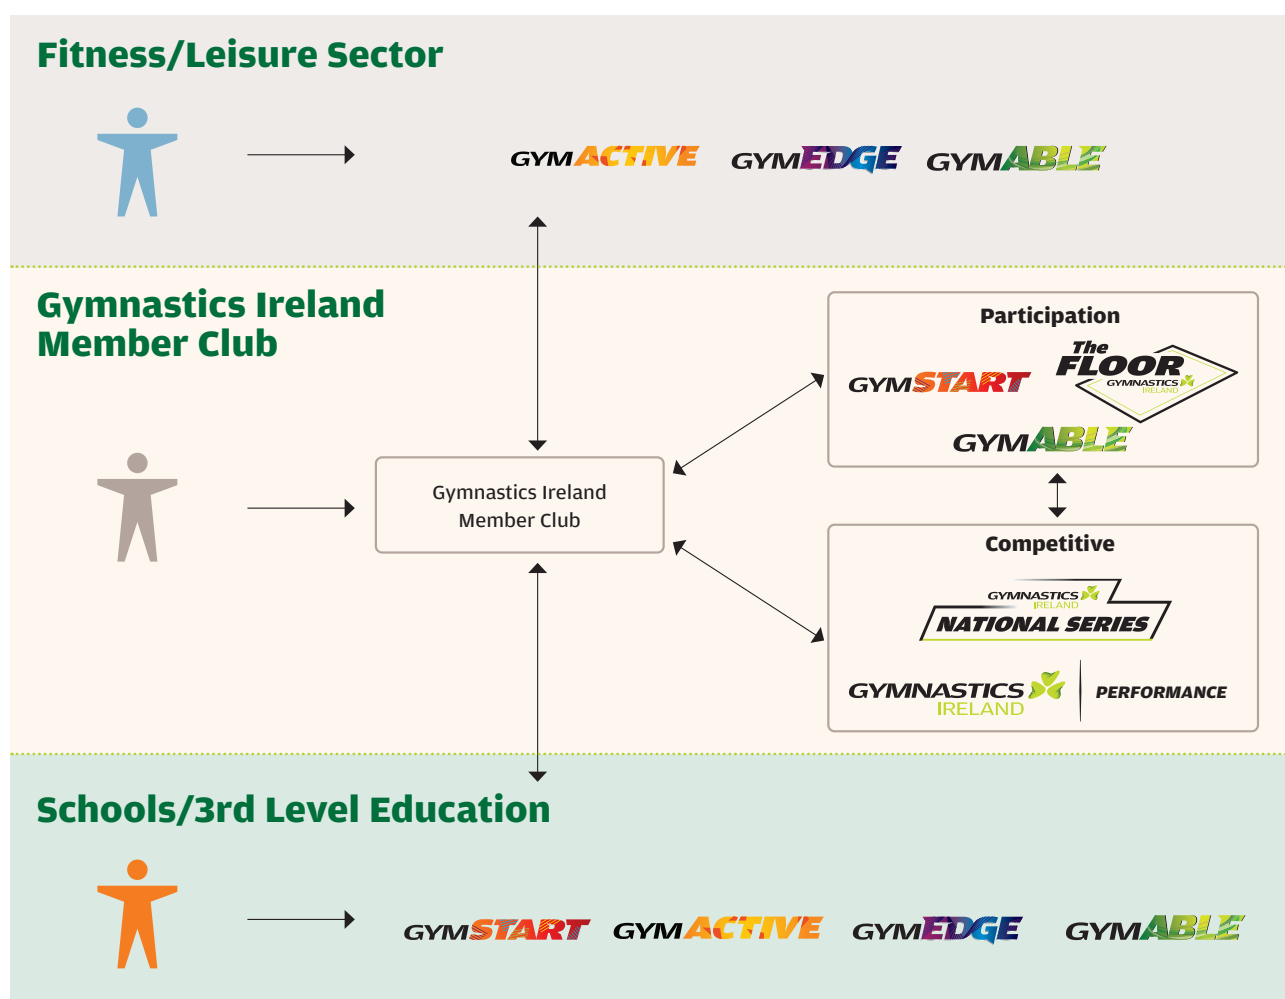 Fitness/Leisure Sector
GYMACTIVE GYMEDGE GYMABLE
Gymnastics Ireland
Member Club
Participation
GYMSTART
The
FLOOR
GYMNASTICS
IRELAND
GYMABLE
Gymnastics Ireland
Member Club
Competitive
GYMNASTICS
IRELAND
NATIONAL SERIES
GYMNASTICS
IRELAND
PERFORMANCE
Schools/3rd Level Education
GYMSTART GYMACTIVE GYMEDGE GYMABLE